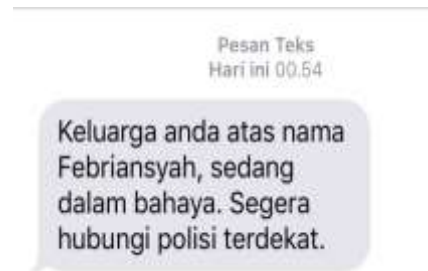 Pesan Teks
Hari ini 00.54
Keluarga anda atas nama
Febriansyah, sedang
dalam bahaya. Segera
hubungi polisi terdekat.